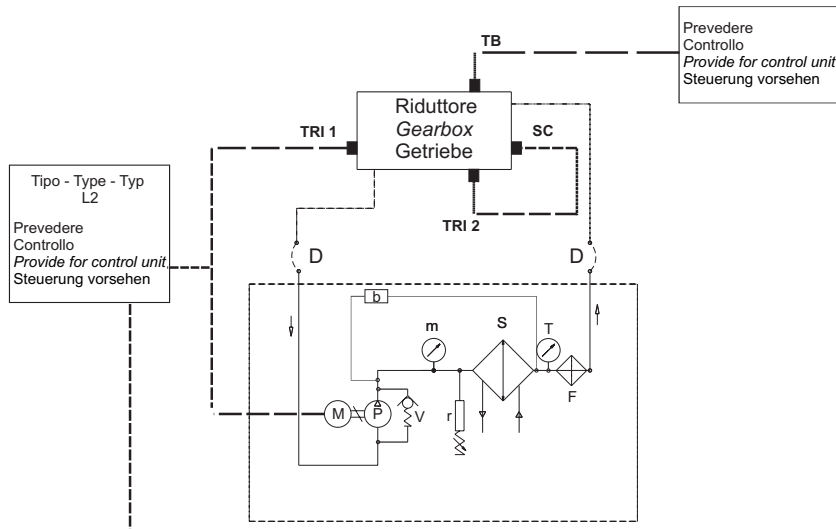 TB
Prevedere
Controllo
Provide for control unit
Steuerung vorsehen
Riduttore
Gearbox
Getriebe
TRI 1
SC
TRI 2
Tipo - Type - Typ
L2
Prevedere
Controllo
Provide for control unit
Steuerung vorsehen
D
D
b
m
S
T
F
M
P
V
r